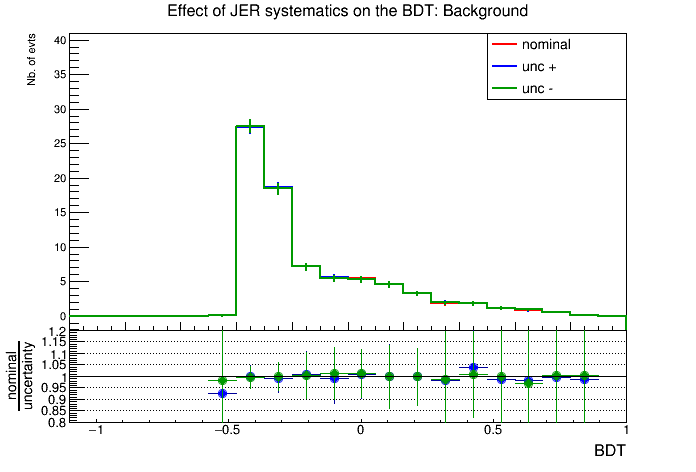 Effect of JER systematics on the BDT: Background
Nb. of evts
40
35
30
25
20
15
10
5
0
nominal
unc +
unc -
nominal
uncertainty
1.2
1.15
1.1
1.05
1
0.95
0.9
0.85
0.8
−1 −0.5 0 0.5 1
BDT